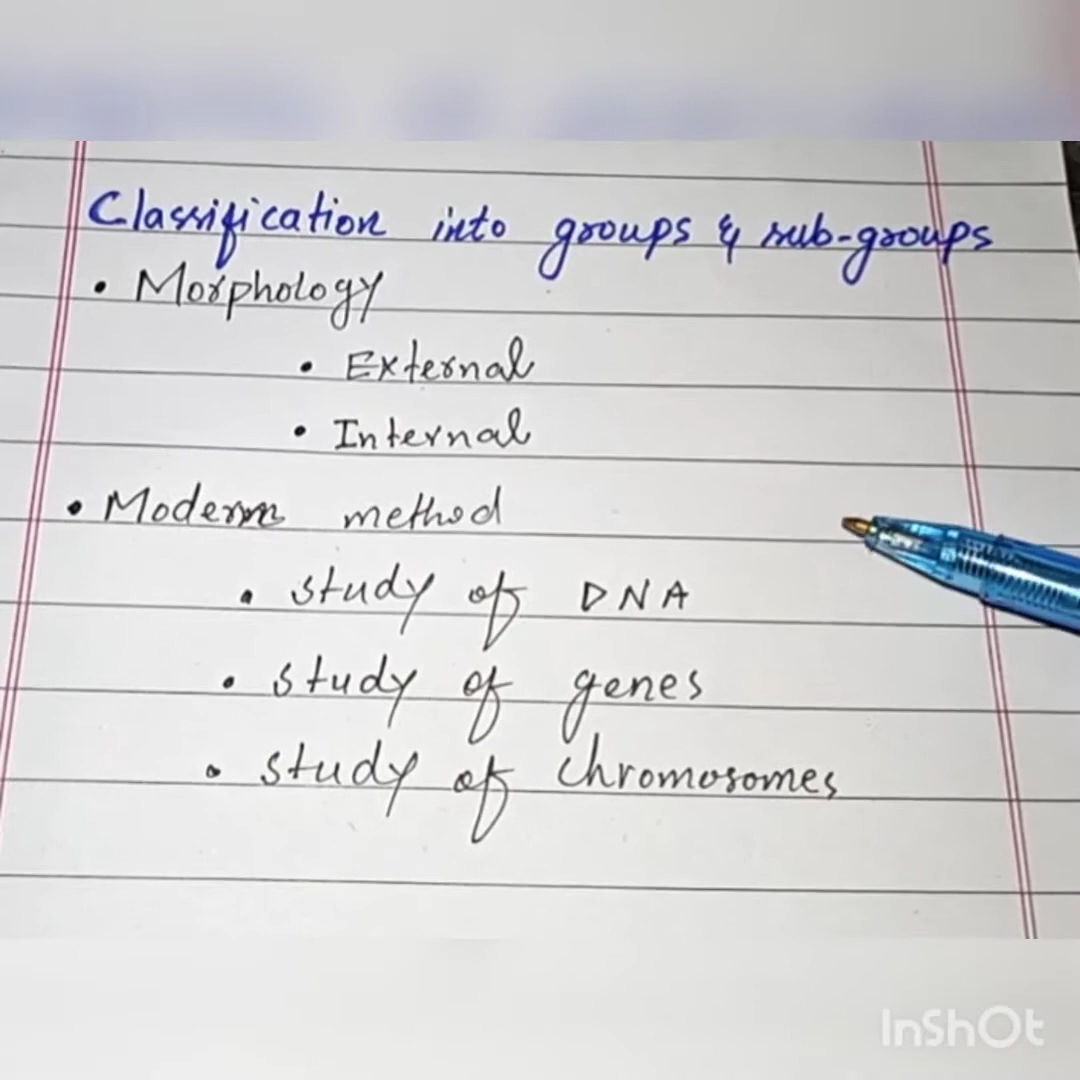 Classification into groups & sub-groups
• Morphology
• External
• Internal
• Modern method
• study of DNA
• study of genes
• study of chromosomes
InShOt